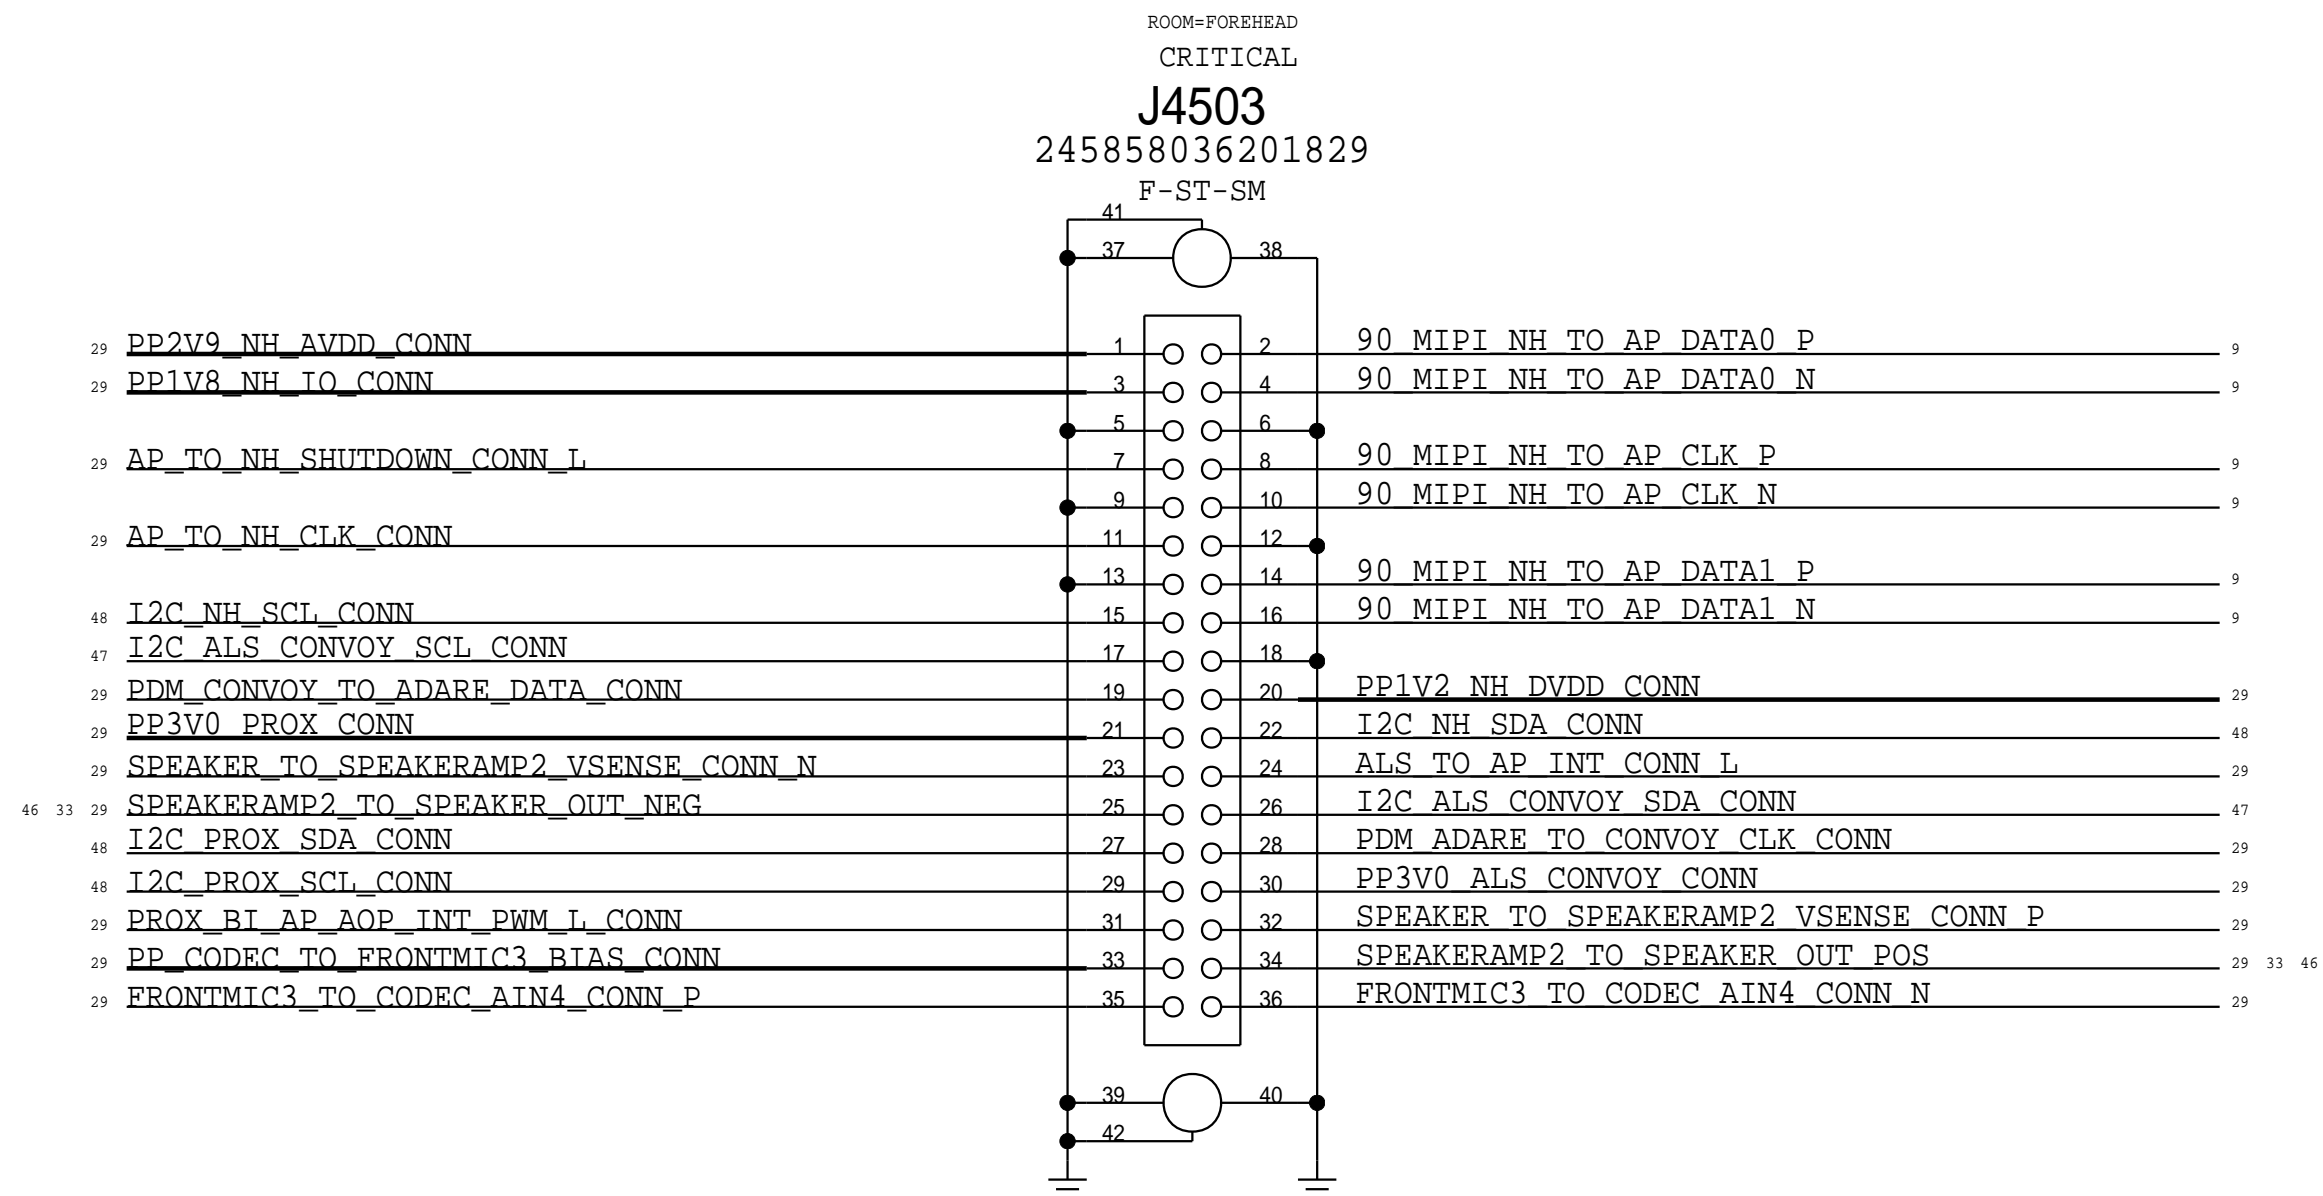 ROOM=FOREHEAD
CRITICAL
J4503
245858036201829
F-ST-SM
41
37 38
29 PP2V9_NH_AVDD_CONN 1 2 90_MIPI_NH_TO_AP_DATA0_P 9
29 PP1V8_NH_IO_CONN 3 4 90_MIPI_NH_TO_AP_DATA0_N 9
5 6
29 AP_TO_NH_SHUTDOWN_CONN_L 7 8 90_MIPI_NH_TO_AP_CLK_P 9
9 10 90_MIPI_NH_TO_AP_CLK_N 9
29 AP_TO_NH_CLK_CONN 11 12
13 14 90_MIPI_NH_TO_AP_DATA1_P 9
48 I2C_NH_SCL_CONN 15 16 90_MIPI_NH_TO_AP_DATA1_N 9
47 I2C_ALS_CONVOY_SCL_CONN 17 18
29 PDM_CONVOY_TO_ADARE_DATA_CONN 19 20 PP1V2_NH_DVDD_CONN 29
29 PP3V0_PROX_CONN 21 22 I2C_NH_SDA_CONN 48
29 SPEAKER_TO_SPEAKERAMP2_VSENSE_CONN_N 23 24 ALS_TO_AP_INT_CONN_L 29
46 33 29 SPEAKERAMP2_TO_SPEAKER_OUT_NEG 25 26 I2C_ALS_CONVOY_SDA_CONN 47
48 I2C_PROX_SDA_CONN 27 28 PDM_ADARE_TO_CONVOY_CLK_CONN 29
48 I2C_PROX_SCL_CONN 29 30 PP3V0_ALS_CONVOY_CONN 29
29 PROX_BI_AP_AOP_INT_PWM_L_CONN 31 32 SPEAKER_TO_SPEAKERAMP2_VSENSE_CONN_P 29
29 PP_CODEC_TO_FRONTMIC3_BIAS_CONN 33 34 SPEAKERAMP2_TO_SPEAKER_OUT_POS 29 33 46
29 FRONTMIC3_TO_CODEC_AIN4_CONN_P 35 36 FRONTMIC3_TO_CODEC_AIN4_CONN_N 29
39 40
42